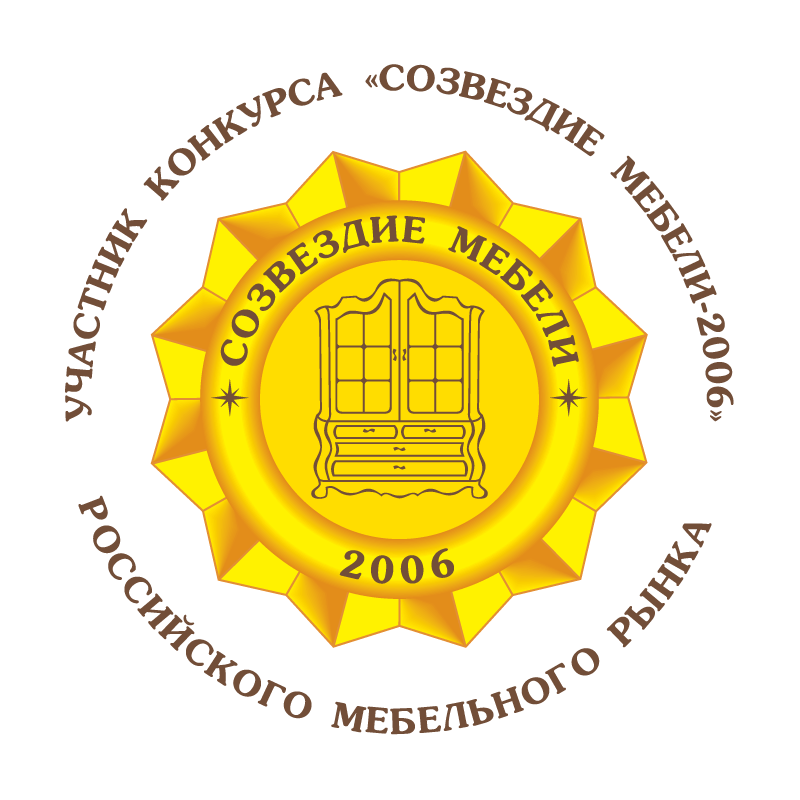 УЧАСТНИК КОНКУРСА «СОЗВЕЗДИЕ МЕБЕЛИ-2006»
РОССИЙСКОГО МЕБЕЛЬНОГО РЫНКА
СОЗВЕЗДИЕ МЕБЕЛИ
2006